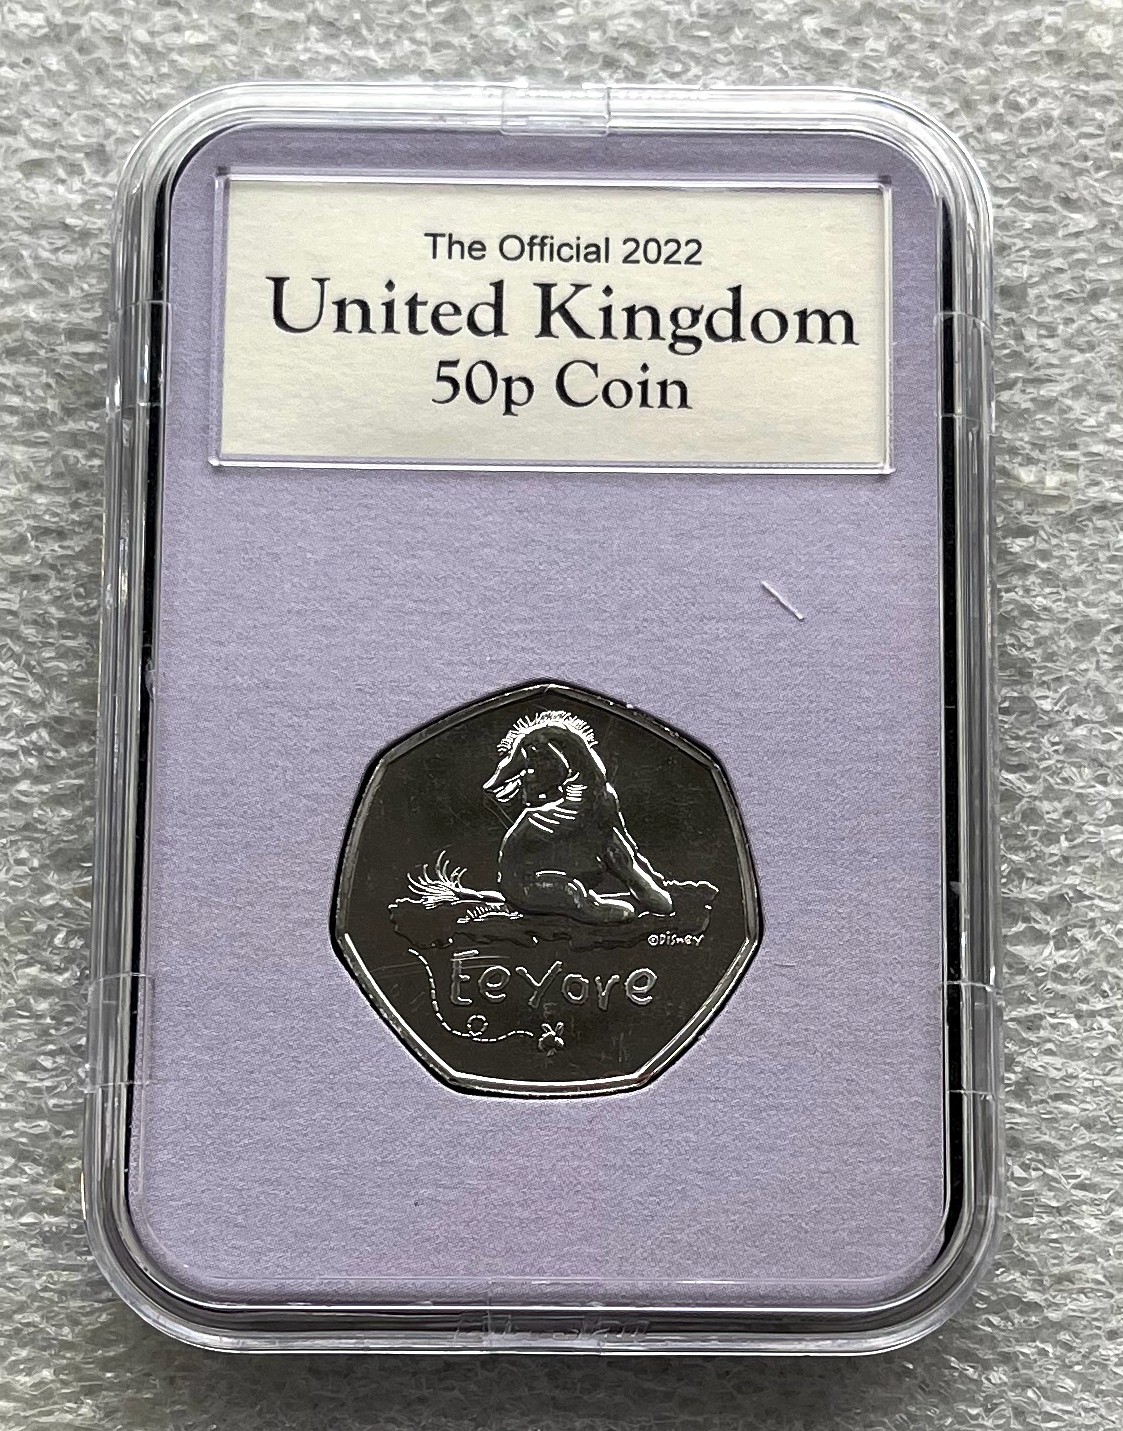 The Official 2022
United Kingdom
50p Coin
©Disney
Eeyore